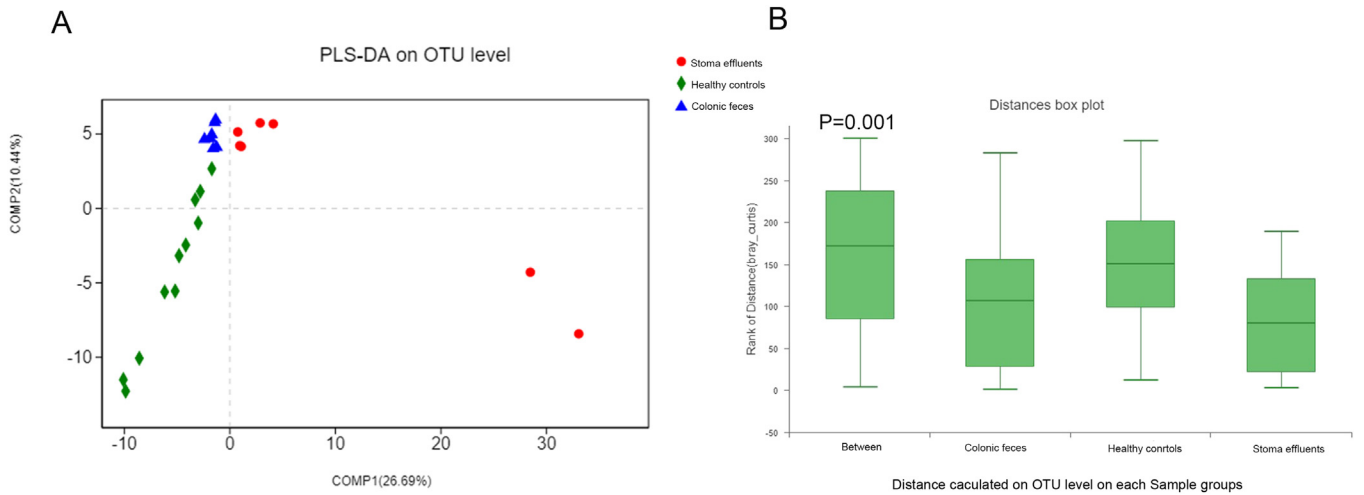 A
PLS-DA on OTU level
Stoma effluents
Healthy controls
Colonic feces
COMP2(10.44%)
5
0
-5
-10
-10
0
10
20
30
COMP1(26.69%)
B
Distances box plot
P=0.001
Rank of Distance(bray_curtis)
300
250
200
150
100
50
0
-50
Between
Colonic feces
Healthy conrtols
Stoma effluents
Distance caculated on OTU level on each Sample groups